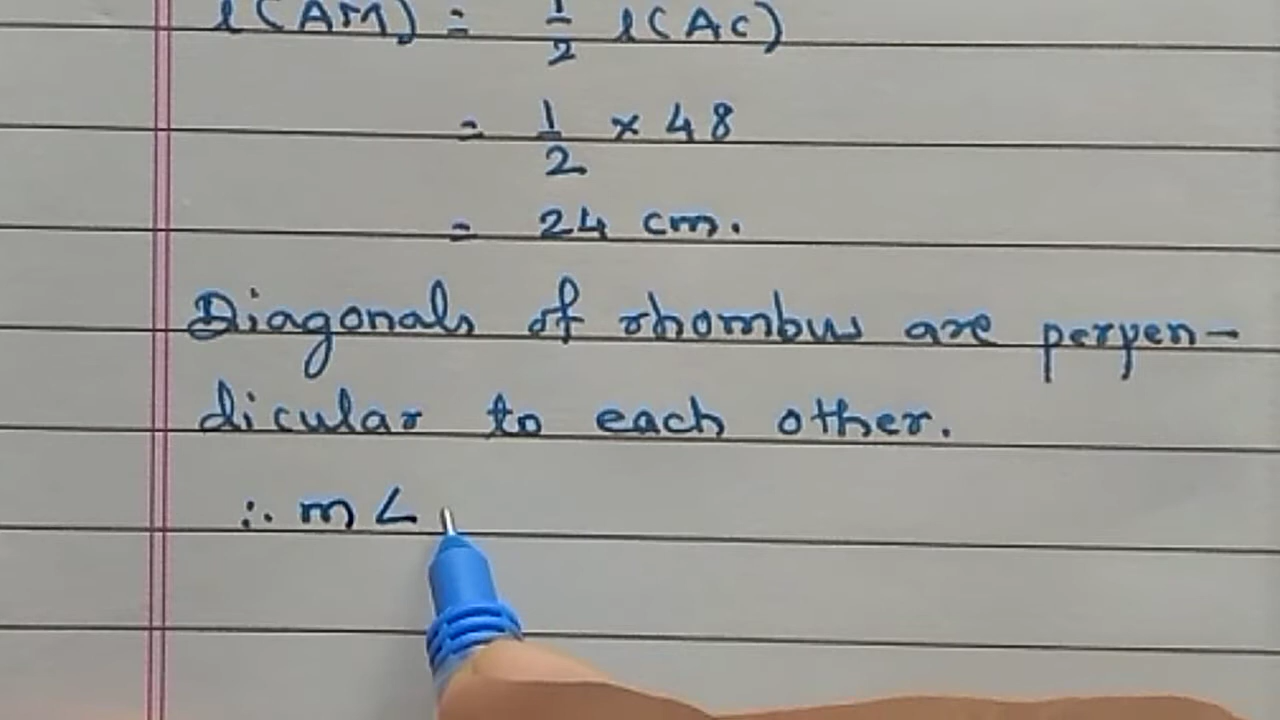 l(AM) = 1/2 l(AC)
= 1/2 × 48
= 24 cm.
Diagonals of rhombus are perpen-
dicular to each other.
∴ m∠